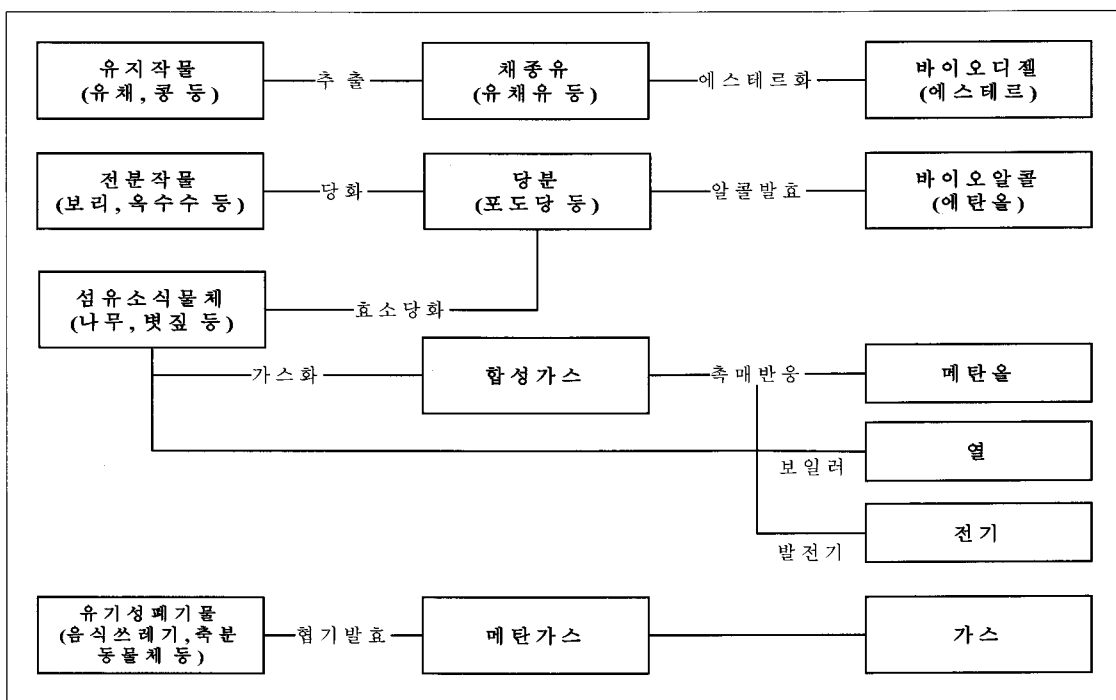 유지작물
(유채,콩 등)
추출
채종유
(유채유 등)
에스테르화
바이오디젤
(에스테르)
전분작물
(보리,옥수수 등)
당화
당분
(포도당 등)
알콜발효
바이오알콜
(에탄올)
섬유소식물체
(나무,볏짚 등)
효소당화
가스화
합성가스
촉매반응
메탄올
보일러
열
발전기
전기
유기성폐기물
(음식쓰레기,축분
동물체 등)
협기발효
메탄가스
가스